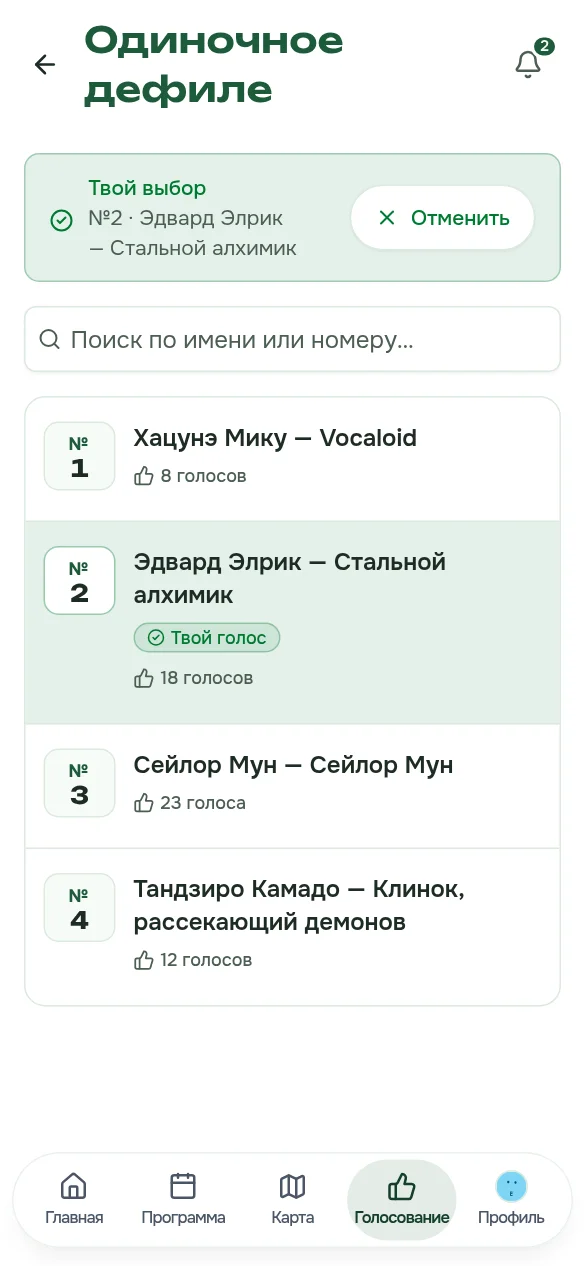 Одиночное
дефиле
2
Твой выбор
№2 · Эдвард Элрик
— Стальной алхимик
Отменить
Поиск по имени или номеру...
№
1
Хацунэ Мику — Vocaloid
8 голосов
№
2
Эдвард Элрик — Стальной
алхимик
Твой голос
18 голосов
№
3
Сейлор Мун — Сейлор Мун
23 голоса
№
4
Тандзиро Камадо — Клинок,
рассекающий демонов
12 голосов
Главная
Программа
Карта
Голосование
Профиль